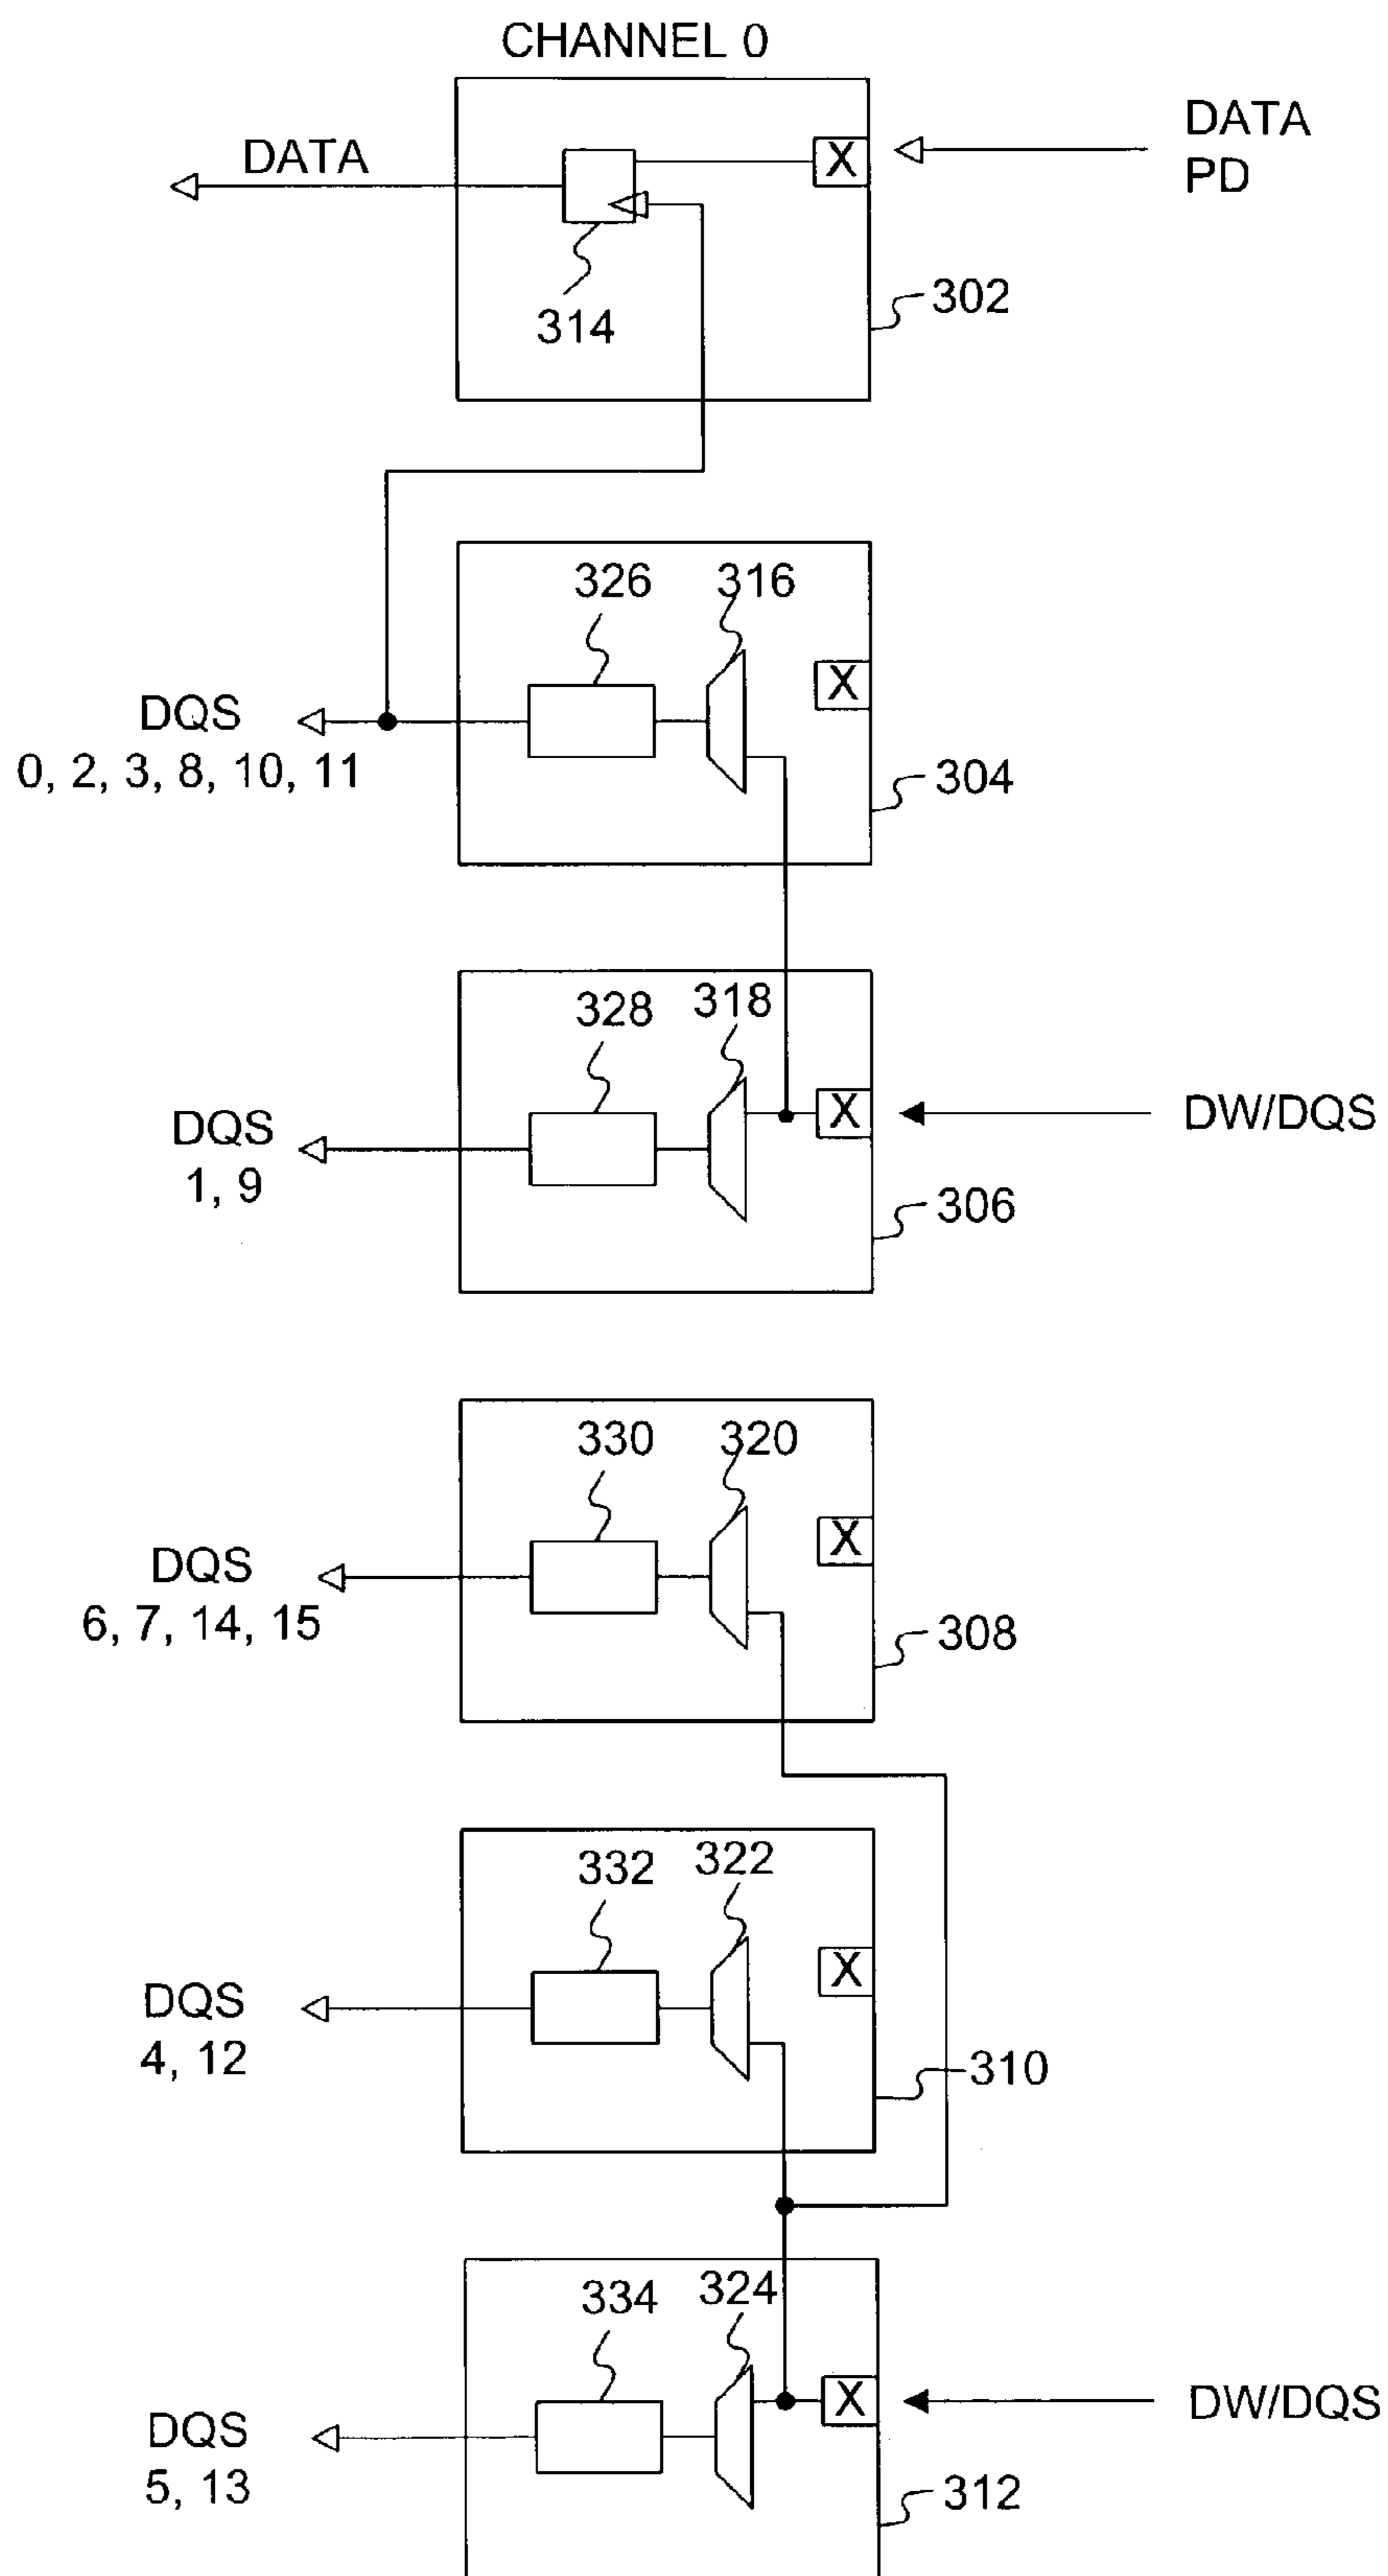 CHANNEL 0
DATA
X
DATA
PD
314
302
326
316
X
DQS
0, 2, 3, 8, 10, 11
304
328
318
X
DW/DQS
DQS
1, 9
306
330
320
X
DQS
6, 7, 14, 15
308
332
322
X
DQS
4, 12
310
334
324
X
DW/DQS
DQS
5, 13
312